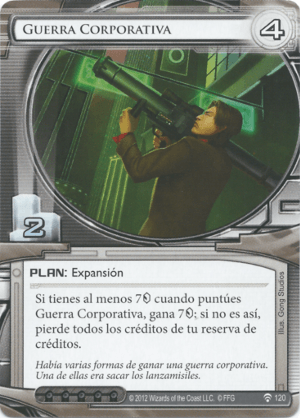 GUERRA CORPORATIVA
4
2
PLAN: Expansión
Si tienes al menos 7 cuando puntúes
Guerra Corporativa, gana 7; si no es así,
pierde todos los créditos de tu reserva de
créditos.
Había varias formas de ganar una guerra corporativa.
Una de ellas era sacar los lanzamisiles.
Ilus. Gong Studios
© 2012 Wizards of the Coast LLC. © FFG
120